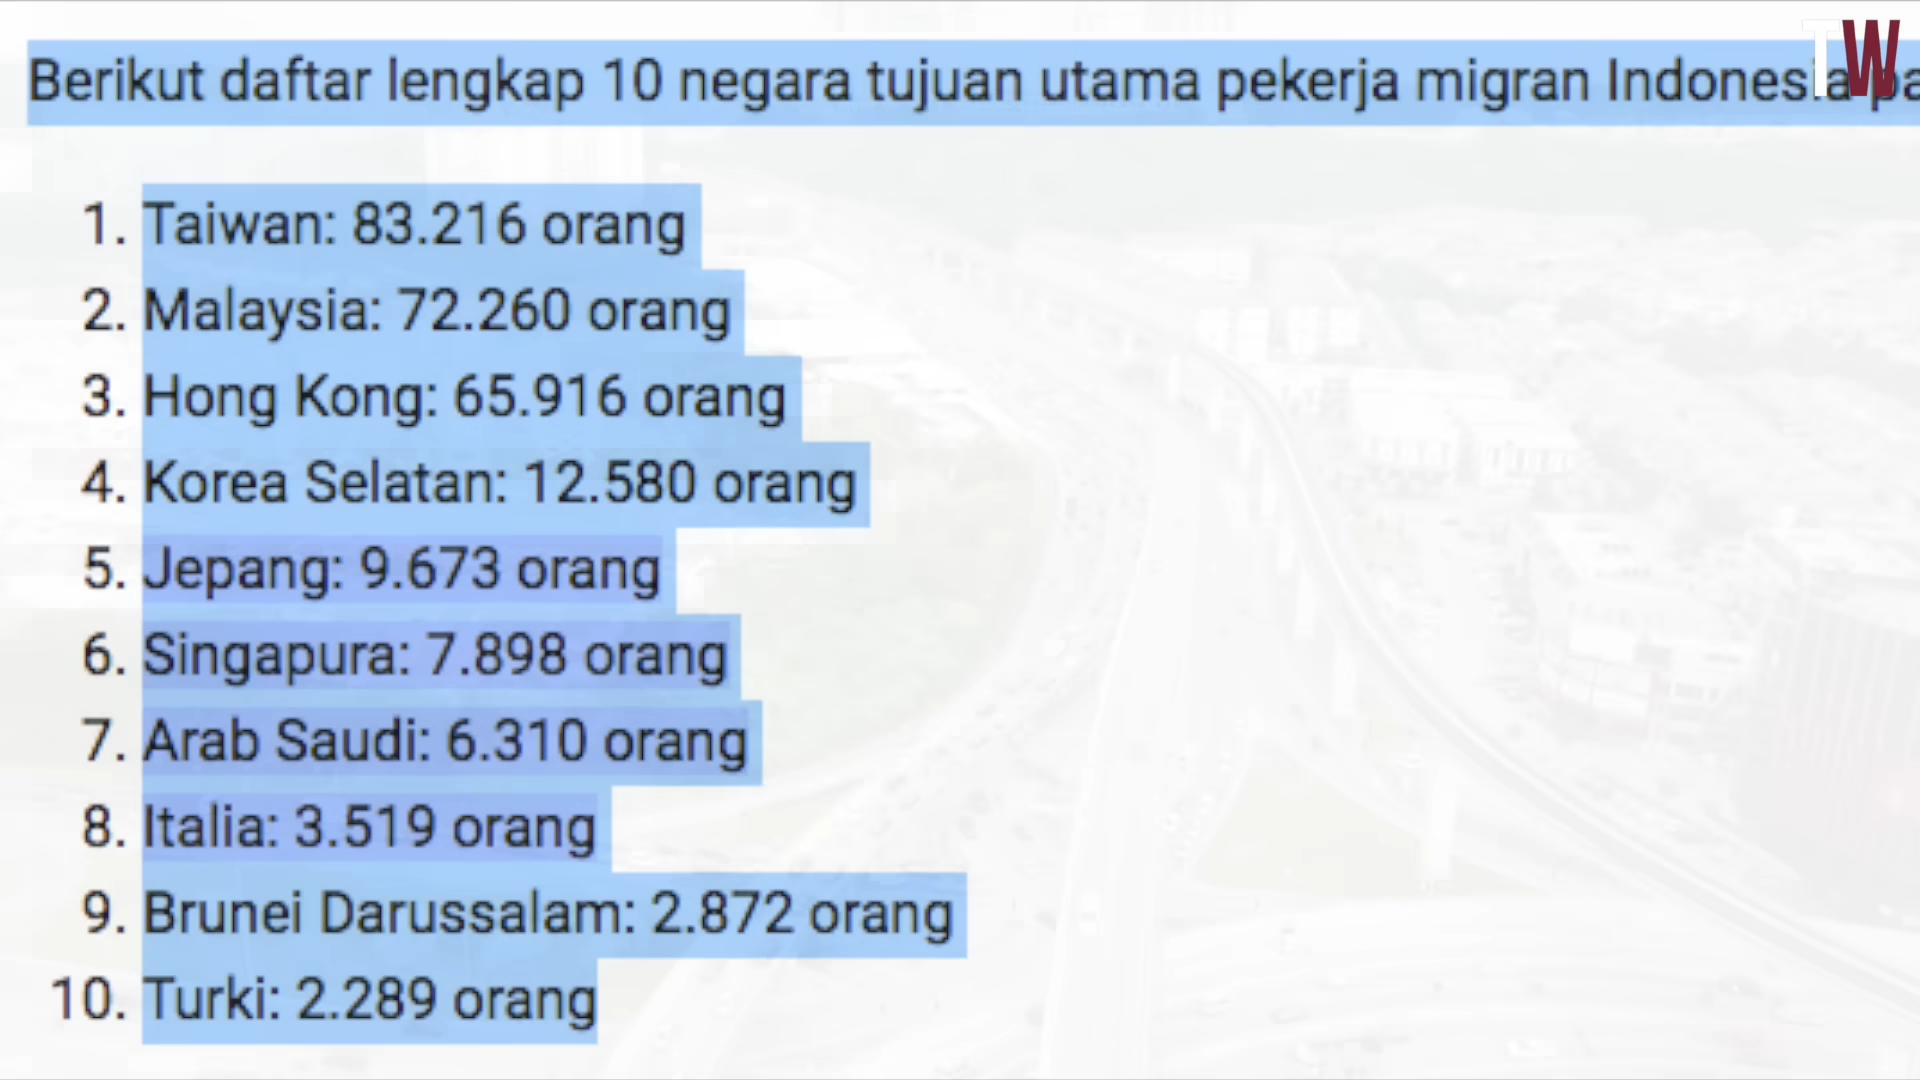 Berikut daftar lengkap 10 negara tujuan utama pekerja migran Indonesia pa
TW
1. Taiwan: 83.216 orang
2. Malaysia: 72.260 orang
3. Hong Kong: 65.916 orang
4. Korea Selatan: 12.580 orang
5. Jepang: 9.673 orang
6. Singapura: 7.898 orang
7. Arab Saudi: 6.310 orang
8. Italia: 3.519 orang
9. Brunei Darussalam: 2.872 orang
10. Turki: 2.289 orang